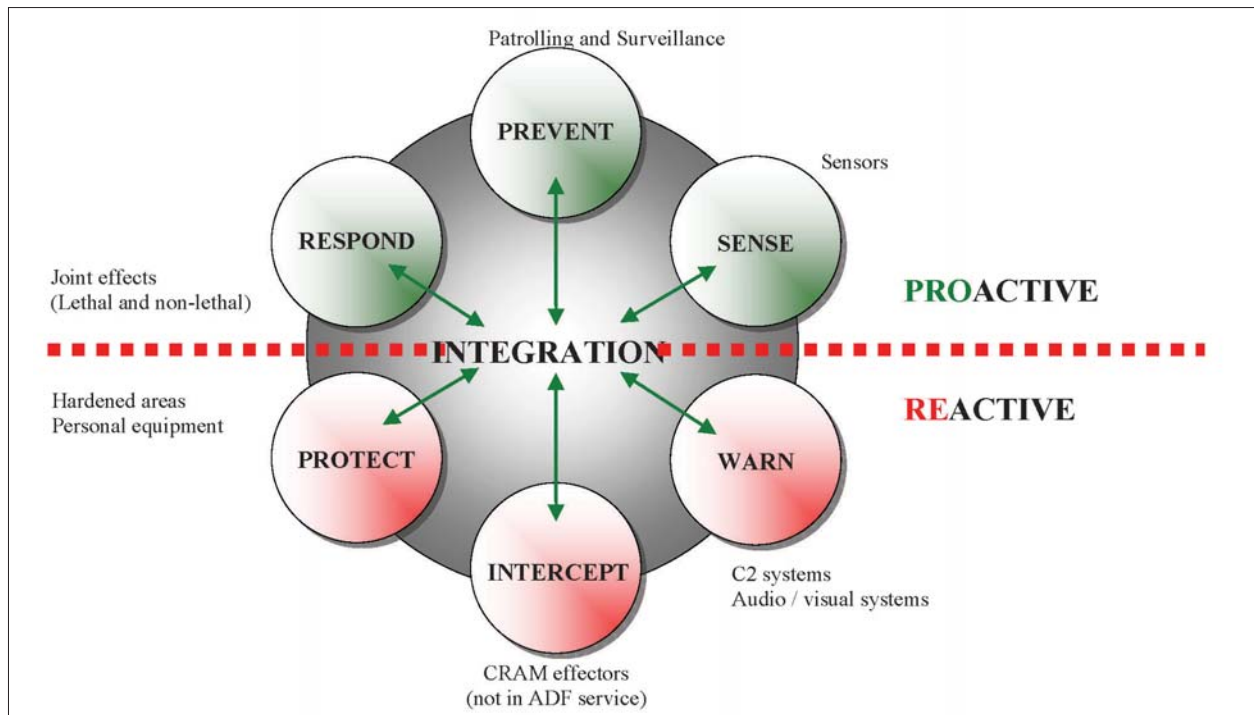 Patrolling and Surveillance
PREVENT
Sensors
RESPOND
SENSE
Joint effects
(Lethal and non-lethal)
PROACTIVE
INTEGRATION
Hardened areas
Personal equipment
REACTIVE
PROTECT
WARN
INTERCEPT
C2 systems
Audio / visual systems
CRAM effectors
(not in ADF service)